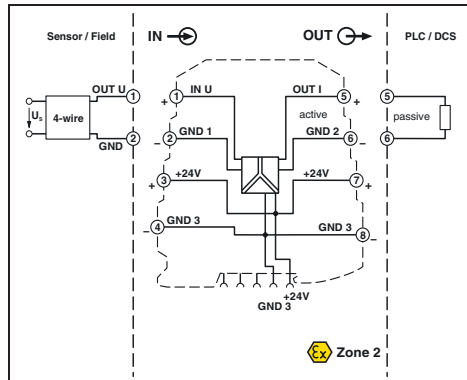 Sensor / Field
IN
OUT
PLC / DCS
OUT U
1
1
IN U
OUT I
5
5
+
+
U_s
4-wire
active
passive
GND
2
2
GND 1
GND 2
6
6
–
–
3
+24V
+24V
7
+
+
4
GND 3
GND 3
8
–
–
+24V
GND 3
Ex Zone 2